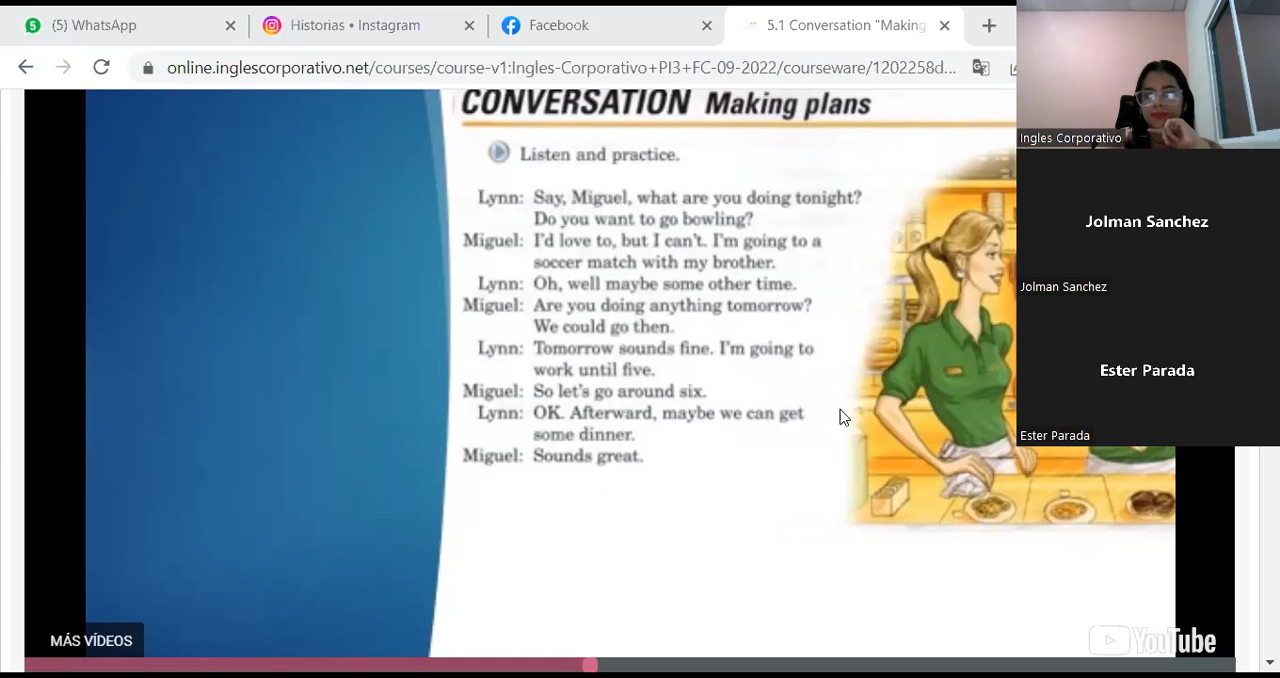 5 (5) WhatsApp
Historias • Instagram
Facebook
5.1 Conversation "Making
online.inglescorporativo.net/courses/course-v1:Ingles-Corporativo+PI3+FC-09-2022/courseware/1202258d...
CONVERSATION Making plans
Listen and practice.
Lynn: Say, Miguel, what are you doing tonight?
Do you want to go bowling?
Miguel: I'd love to, but I can't. I'm going to a
soccer match with my brother.
Lynn: Oh, well maybe some other time.
Miguel: Are you doing anything tomorrow?
We could go then.
Lynn: Tomorrow sounds fine. I'm going to
work until five.
Miguel: So let's go around six.
Lynn: OK. Afterward, maybe we can get
some dinner.
Miguel: Sounds great.
MÁS VÍDEOS
YouTube
Ingles Corporativo
Jolman Sanchez
Jolman Sanchez
Ester Parada
Ester Parada